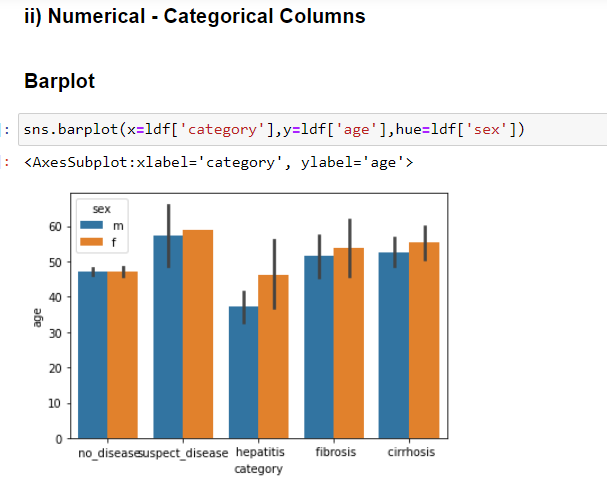 ii) Numerical - Categorical Columns
Barplot
]: sns.barplot(x=ldf['category'],y=ldf['age'],hue=ldf['sex'])
]: <AxesSubplot:xlabel='category', ylabel='age'>
sex
m
f
60
50
40
30
20
10
0
age
no_disease suspect_disease hepatitis fibrosis cirrhosis
category